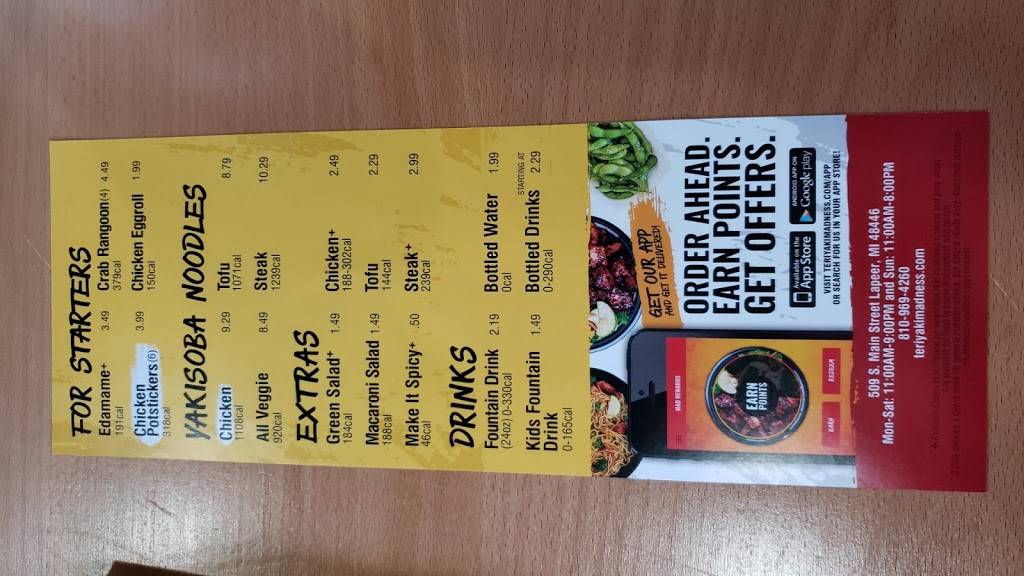 FOR STARTERS
Edamame+ 3.49
191cal
Crab Rangoon(4) 4.49
379cal
Chicken 3.99
Potstickers(6)
318cal
Chicken Eggroll 1.99
150cal
YAKISOBA NOODLES
Chicken 9.29
1108cal
Tofu 8.79
1071cal
All Veggie 8.49
920cal
Steak 10.29
1239cal
EXTRAS
Green Salad+ 1.49
184cal
Chicken+ 2.49
188-302cal
Macaroni Salad 1.49
188cal
Tofu 2.29
144cal
Make It Spicy+ .50
46cal
Steak+ 2.99
239cal
DRINKS
Fountain Drink 2.19
(24oz) 0-330cal
Bottled Water 1.99
0cal
Kids Fountain 1.49
Drink
0-165cal
STARTING AT
Bottled Drinks 2.29
0-290cal
GET OUR APP
AND GET IT DELIVERED!
ORDER AHEAD.
EARN POINTS.
GET OFFERS.
Available on the
App Store
ANDROID APP ON
Google play
VISIT TERIYAKIMADNESS.COM/APP
OR SEARCH FOR US IN YOUR APP STORE!
MAD REWARDS
EARN
POINTS
EARN
REDEEM
509 S. Main Street Lapeer, MI 48446
Mon-Sat: 11:00AM-9:00PM and Sun: 11:00AM-8:30PM
810-969-4260
teriyakimadness.com